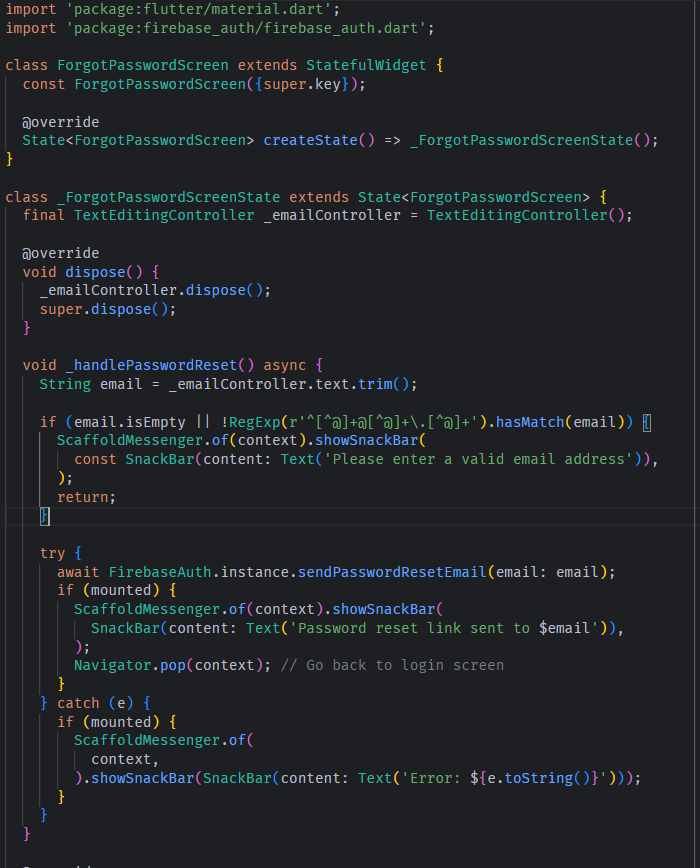 import 'package:flutter/material.dart';
import 'package:firebase_auth/firebase_auth.dart';

class ForgotPasswordScreen extends StatefulWidget {
  const ForgotPasswordScreen({super.key});

  @override
  State<ForgotPasswordScreen> createState() => _ForgotPasswordScreenState();
}

class _ForgotPasswordScreenState extends State<ForgotPasswordScreen> {
  final TextEditingController _emailController = TextEditingController();

  @override
  void dispose() {
    _emailController.dispose();
    super.dispose();
  }

  void _handlePasswordReset() async {
    String email = _emailController.text.trim();

    if (email.isEmpty || !RegExp(r'^[^@]+@[^@]+\.[^@]+').hasMatch(email)) {
      ScaffoldMessenger.of(context).showSnackBar(
        const SnackBar(content: Text('Please enter a valid email address')),
      );
      return;
    }

    try {
      await FirebaseAuth.instance.sendPasswordResetEmail(email: email);
      if (mounted) {
        ScaffoldMessenger.of(context).showSnackBar(
          SnackBar(content: Text('Password reset link sent to $email')),
        );
        Navigator.pop(context); // Go back to login screen
      }
    } catch (e) {
      if (mounted) {
        ScaffoldMessenger.of(
          context,
        ).showSnackBar(SnackBar(content: Text('Error: ${e.toString()}')));
      }
    }
  }